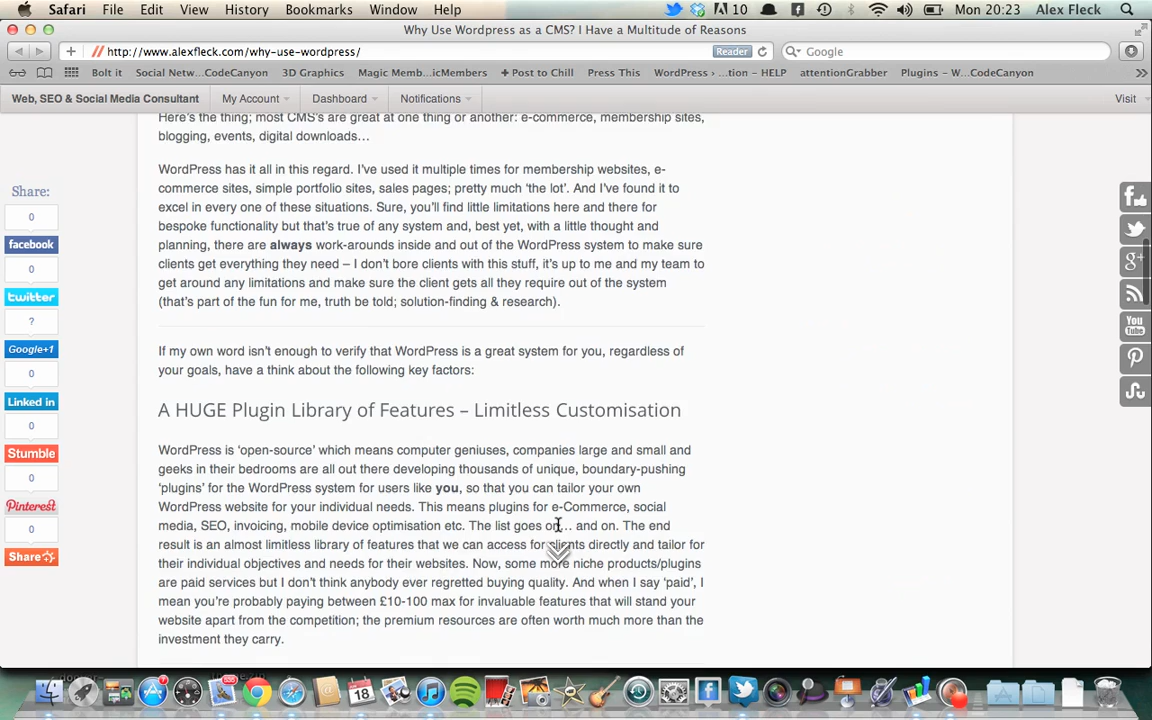 Safari File Edit View History Bookmarks Window Help 10 Mon 20:23 Alex Fleck
Why Use Wordpress as a CMS? I Have a Multitude of Reasons
http://www.alexfleck.com/why-use-wordpress/ Reader Google
Bolt it Social Netw...CodeCanyon 3D Graphics Magic Memb...icMembers + Post to Chill Press This WordPress › ...tion – HELP attentionGrabber Plugins – W...CodeCanyon
Web, SEO & Social Media Consultant My Account Dashboard Notifications Visit
Here's the thing; most CMS's are great at one thing or another: e-commerce, membership sites,
blogging, events, digital downloads…
WordPress has it all in this regard. I've used it multiple times for membership websites, e-
commerce sites, simple portfolio sites, sales pages; pretty much 'the lot'. And I've found it to
excel in every one of these situations. Sure, you'll find little limitations here and there for
bespoke functionality but that's true of any system and, best yet, with a little thought and
planning, there are always work-arounds inside and out of the WordPress system to make sure
clients get everything they need – I don't bore clients with this stuff, it's up to me and my team to
get around any limitations and make sure the client gets all they require out of the system
(that's part of the fun for me, truth be told; solution-finding & research).
If my own word isn't enough to verify that WordPress is a great system for you, regardless of
your goals, have a think about the following key factors:
A HUGE Plugin Library of Features – Limitless Customisation
WordPress is 'open-source' which means computer geniuses, companies large and small and
geeks in their bedrooms are all out there developing thousands of unique, boundary-pushing
'plugins' for the WordPress system for users like you, so that you can tailor your own
WordPress website for your individual needs. This means plugins for e-Commerce, social
media, SEO, invoicing, mobile device optimisation etc. The list goes on… and on. The end
result is an almost limitless library of features that we can access for clients directly and tailor for
their individual objectives and needs for their websites. Now, some more niche products/plugins
are paid services but I don't think anybody ever regretted buying quality. And when I say 'paid', I
mean you're probably paying between £10-100 max for invaluable features that will stand your
website apart from the competition; the premium resources are often worth much more than the
investment they carry.
Share:
0
facebook
0
twitter
?
Google+1
0
Linked in
0
Stumble
0
Pinterest
0
Share
You
Tube
18